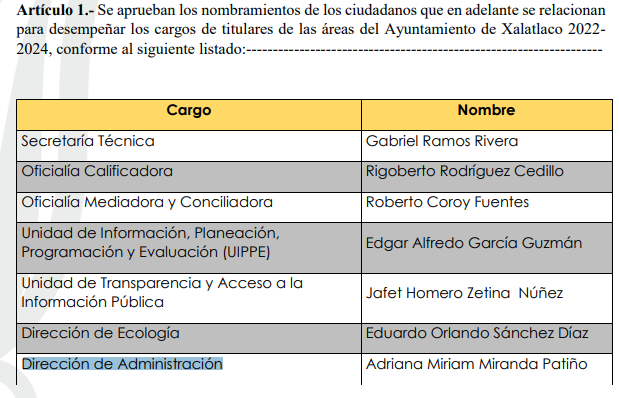 Artículo 1.- Se aprueban los nombramientos de los ciudadanos que en adelante se relacionan
para desempeñar los cargos de titulares de las áreas del Ayuntamiento de Xalatlaco 2022-
2024, conforme al siguiente listado:-----------------------------------------------------------------------
Cargo Nombre
Secretaría Técnica Gabriel Ramos Rivera
Oficialía Calificadora Rigoberto Rodríguez Cedillo
Oficialía Mediadora y Conciliadora Roberto Coroy Fuentes
Unidad de Información, Planeación,
Programación y Evaluación (UIPPE) Edgar Alfredo García Guzmán
Unidad de Transparencia y Acceso a la
Información Pública Jafet Homero Zetina Núñez
Dirección de Ecología Eduardo Orlando Sánchez Díaz
Dirección de Administración Adriana Miriam Miranda Patiño